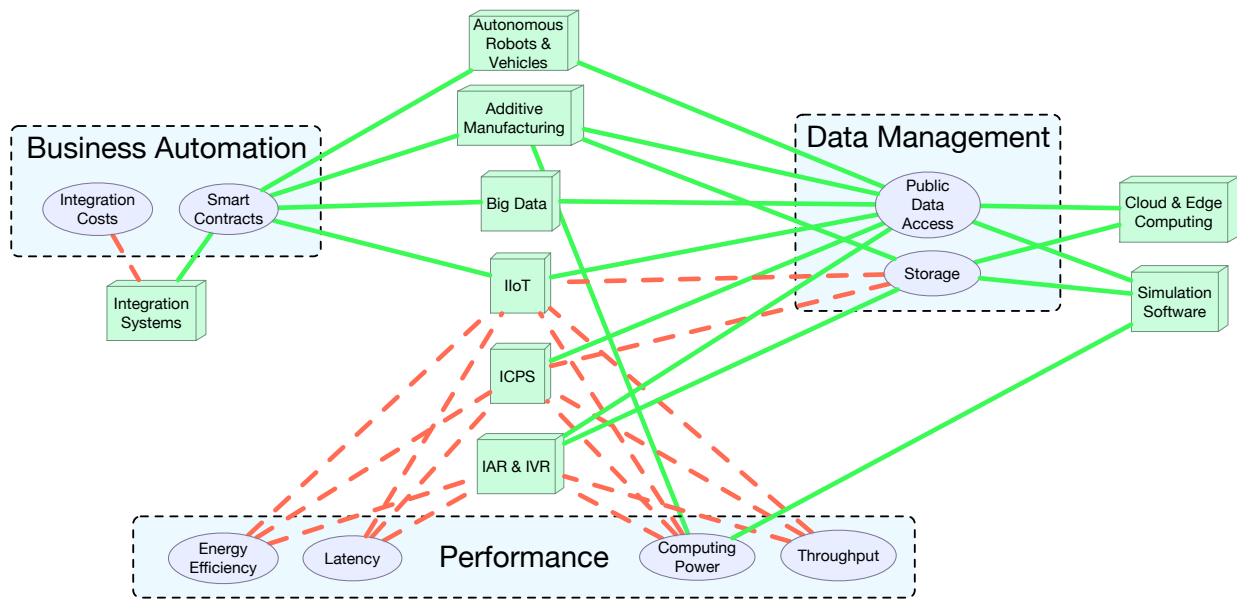 Autonomous
Robots &
Vehicles
Additive
Manufacturing
Business Automation
Data Management
Integration
Costs
Smart
Contracts
Big Data
Public
Data
Access
Cloud & Edge
Computing
IIoT
Storage
Integration
Systems
Simulation
Software
ICPS
IAR & IVR
Energy
Efficiency
Latency
Performance
Computing
Power
Throughput